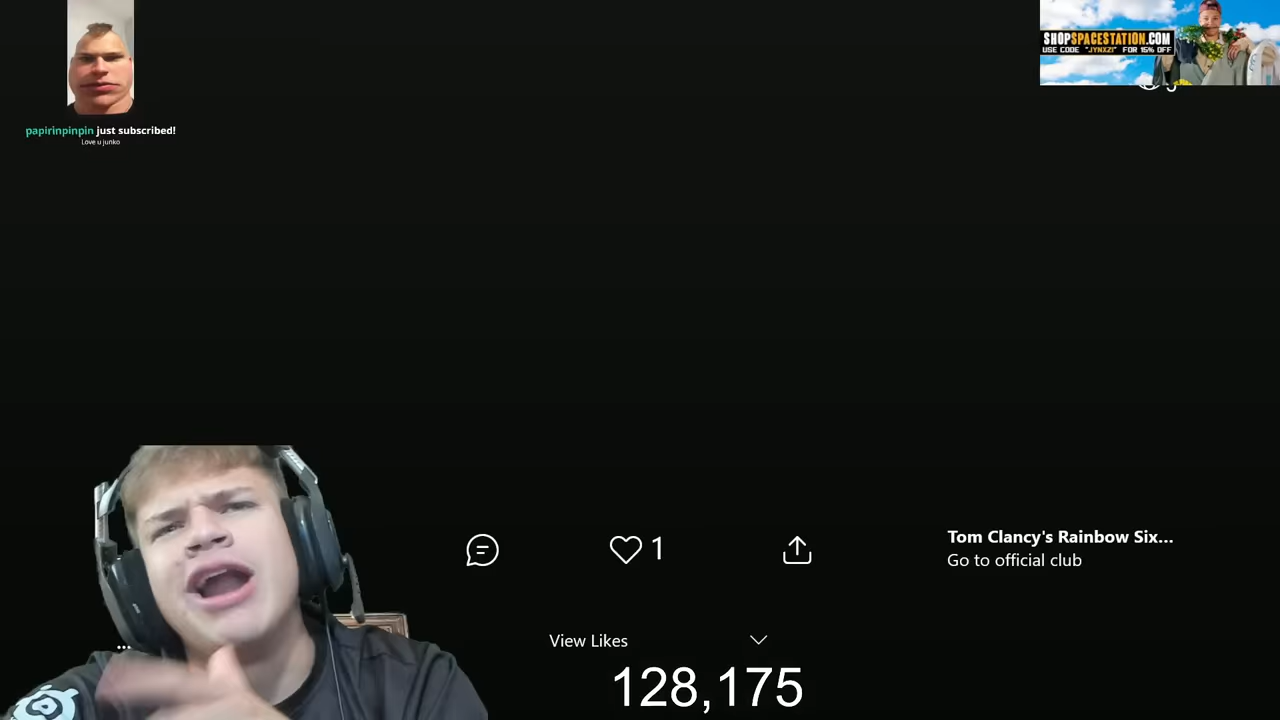 SHOPSPACESTATION.COM
USE CODE "JYNXZI" FOR 15% OFF
papirinpinpin just subscribed!
Love u junko
1
Tom Clancy's Rainbow Six...
Go to official club
...
View Likes
128,175